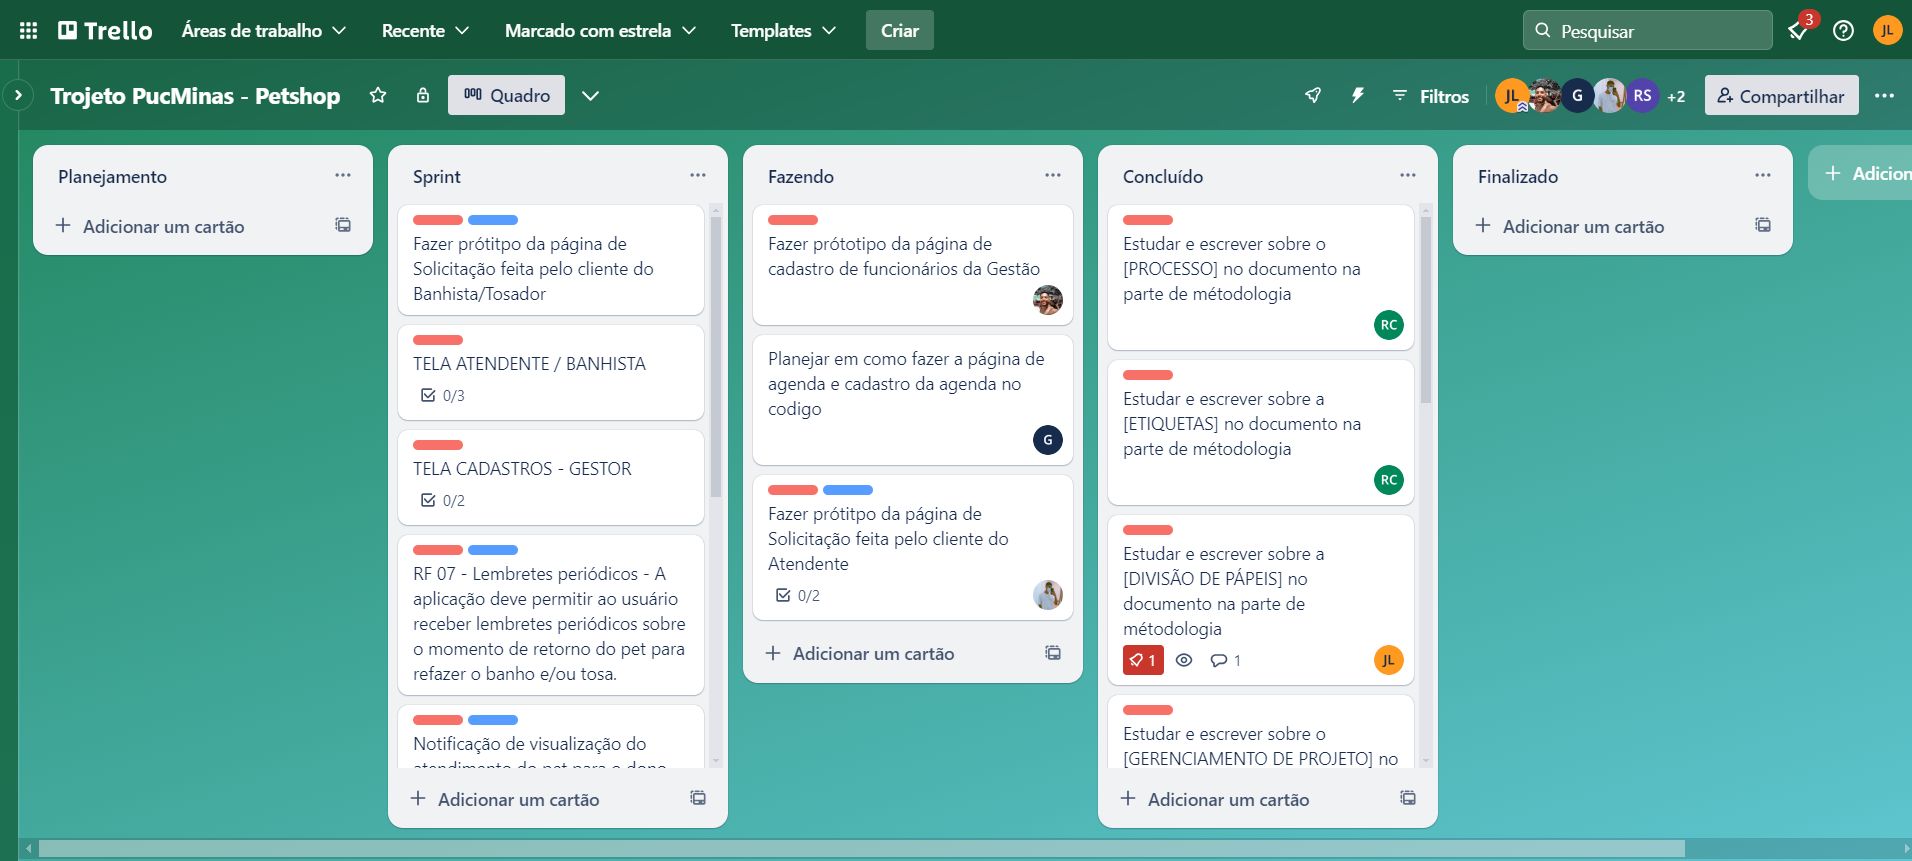 Trello
Áreas de trabalho
Recente
Marcado com estrela
Templates
Criar
Pesquisar
3
JL
Trojeto PucMinas - Petshop
Quadro
Filtros
JL
G
RS
+2
Compartilhar
Planejamento
Adicionar um cartão
Sprint
Fazer prótitpo da página de
Solicitação feita pelo cliente do
Banhista/Tosador
TELA ATENDENTE / BANHISTA
0/3
TELA CADASTROS - GESTOR
0/2
RF 07 - Lembretes periódicos - A
aplicação deve permitir ao usuário
receber lembretes periódicos sobre
o momento de retorno do pet para
refazer o banho e/ou tosa.
Notificação de visualização do
atendimento do pet para o dono
Adicionar um cartão
Fazendo
Fazer prótotipo da página de
cadastro de funcionários da Gestão
Planejar em como fazer a página de
agenda e cadastro da agenda no
codigo
G
Fazer prótitpo da página de
Solicitação feita pelo cliente do
Atendente
0/2
Adicionar um cartão
Concluído
Estudar e escrever sobre o
[PROCESSO] no documento na
parte de métodologia
RC
Estudar e escrever sobre a
[ETIQUETAS] no documento na
parte de métodologia
RC
Estudar e escrever sobre a
[DIVISÃO DE PÁPEIS] no
documento na parte de
métodologia
1
1
JL
Estudar e escrever sobre o
[GERENCIAMENTO DE PROJETO] no
Adicionar um cartão
Finalizado
Adicionar um cartão
Adicion